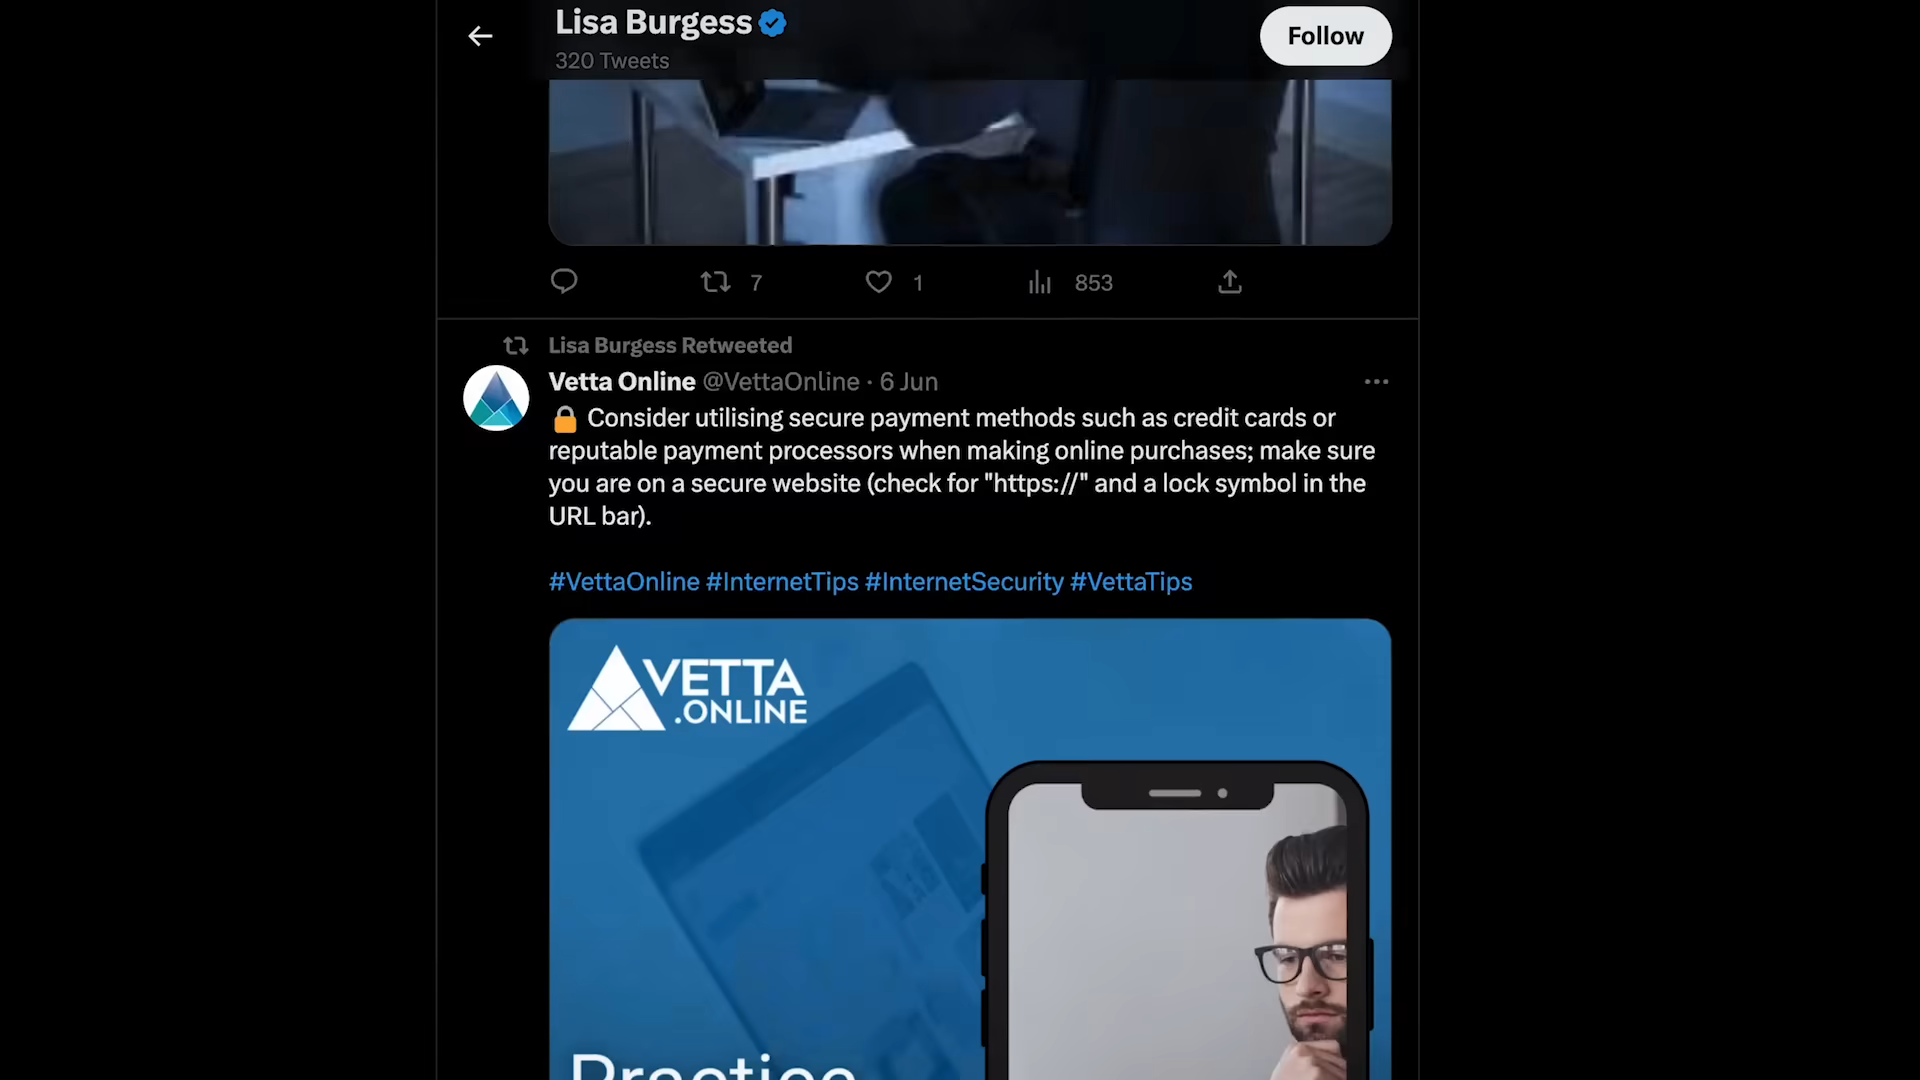 Lisa Burgess
320 Tweets
Follow
7
1
853
Lisa Burgess Retweeted
Vetta Online @VettaOnline · 6 Jun
🔒 Consider utilising secure payment methods such as credit cards or
reputable payment processors when making online purchases; make sure
you are on a secure website (check for "https://" and a lock symbol in the
URL bar).
#VettaOnline #InternetTips #InternetSecurity #VettaTips
VETTA
.ONLINE
Practice